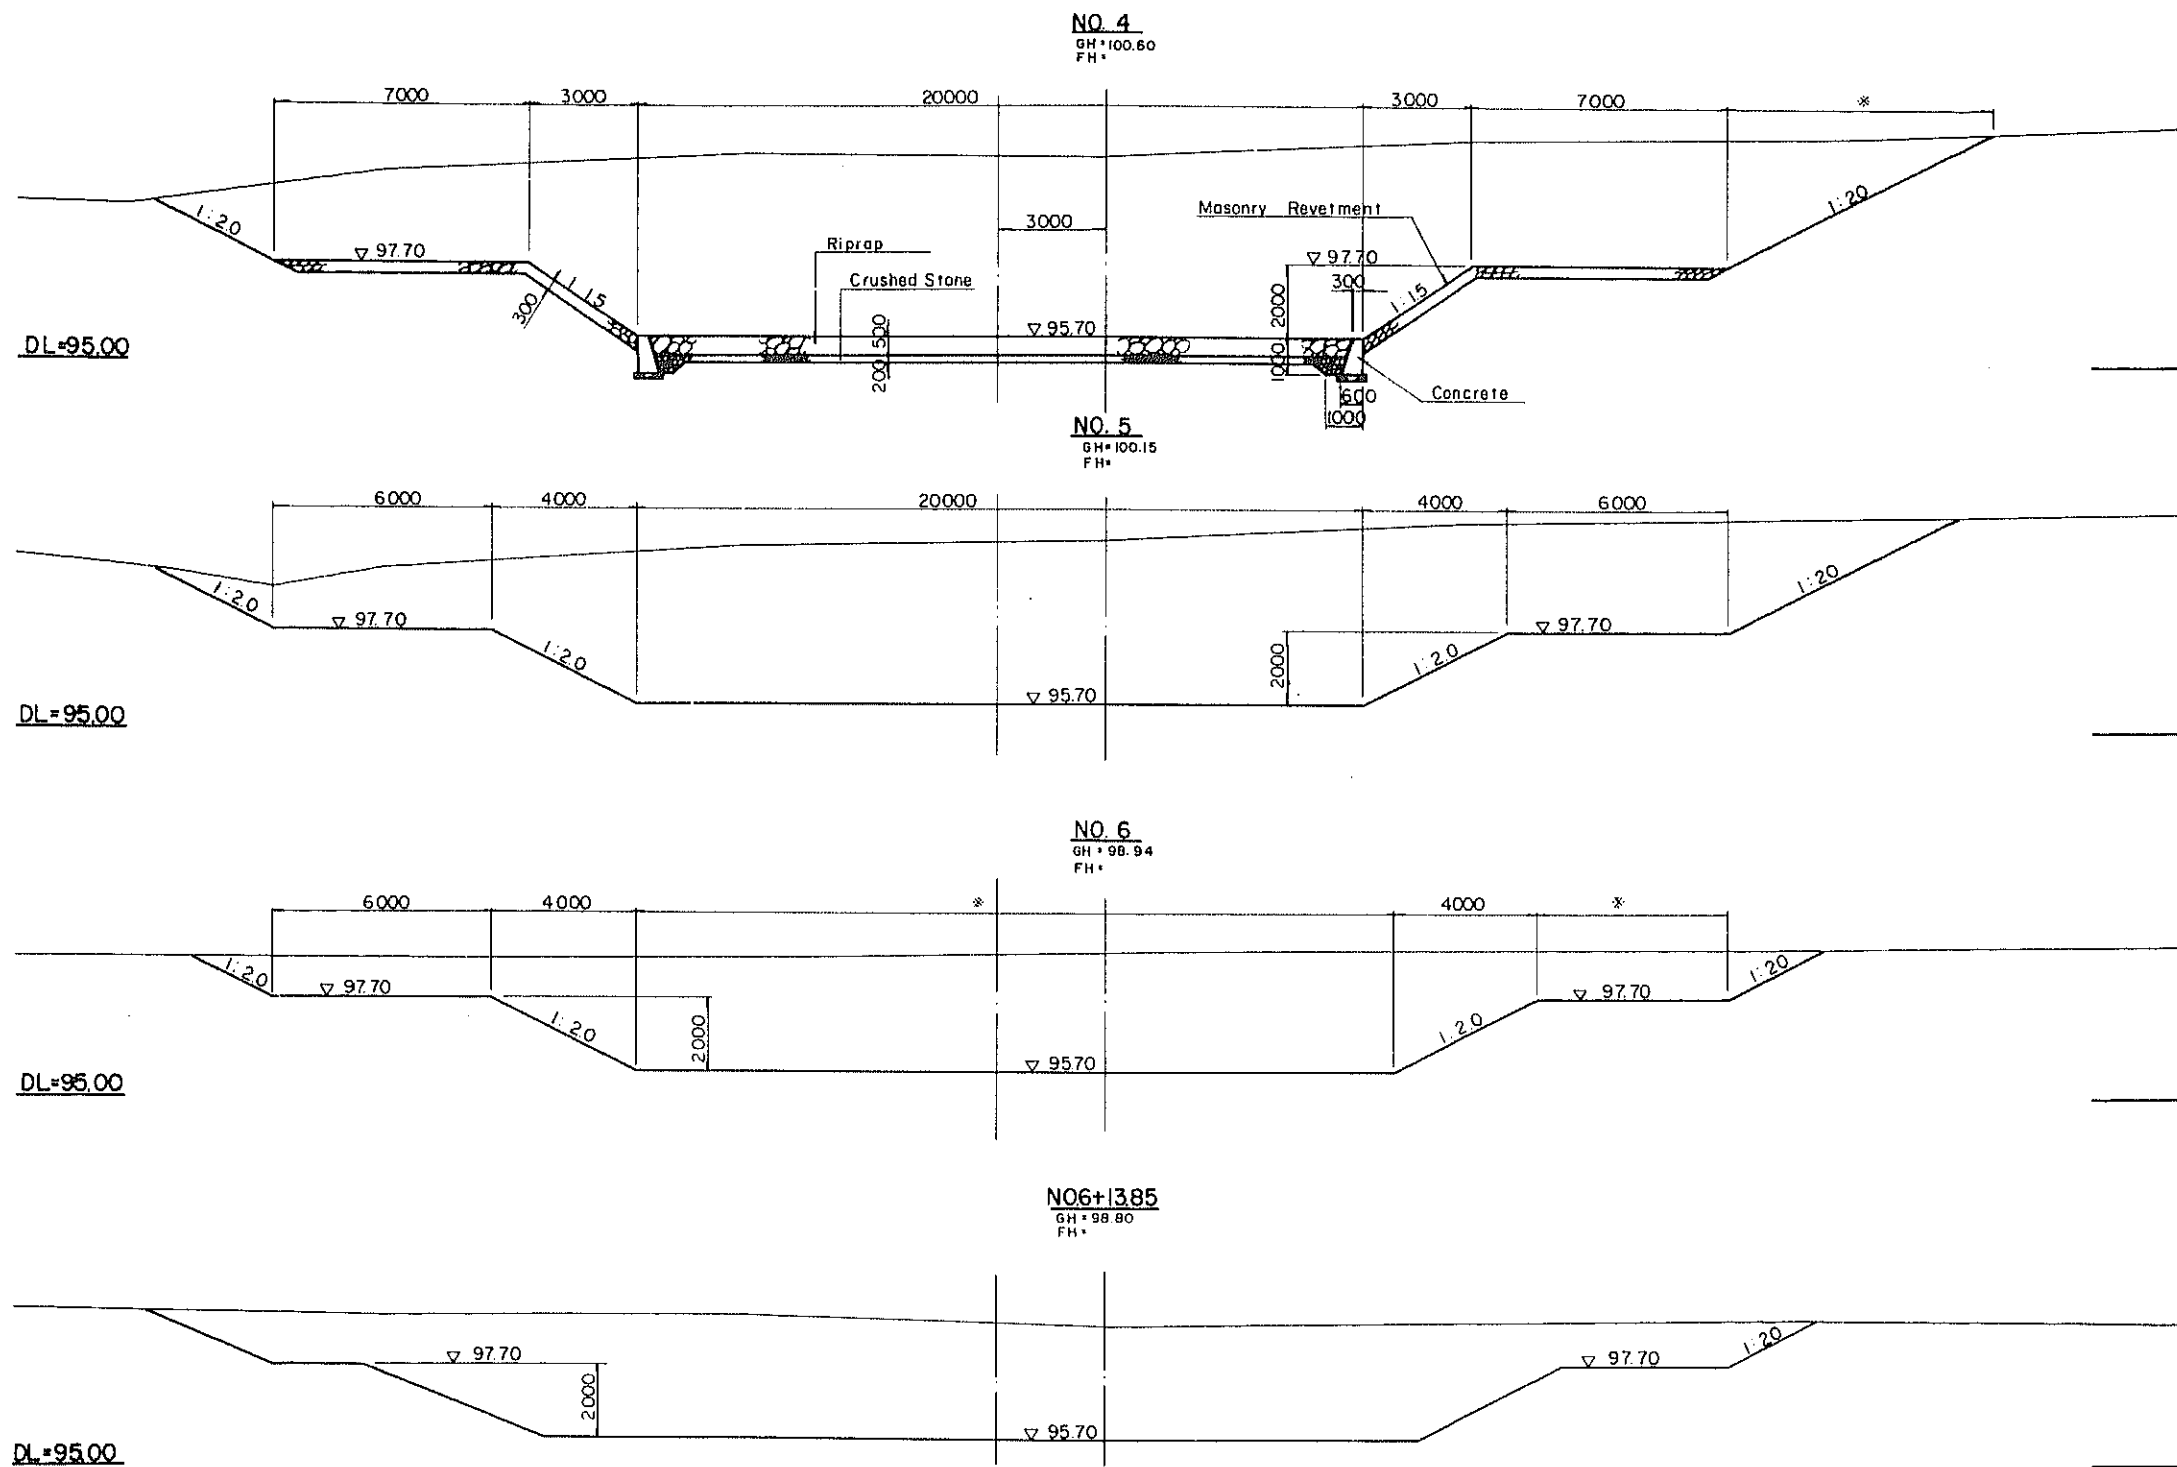 NO. 4
GH=100.60
FH=
7000 3000 20000 3000 7000 ※
1:2.0
▽ 97.70
300
1:1.5
Riprap
Crushed Stone
3000
200 500
▽ 95.70
Masonry Revetment
▽ 97.70
300
1000 2000
1:1.5
1:2.0
600
1000
Concrete
DL=95.00
NO. 5
GH=100.15
FH=
6000 4000 20000 4000 6000
1:2.0
▽ 97.70
1:2.0
▽ 95.70
2000
1:2.0
▽ 97.70
1:2.0
DL=95.00
NO. 6
GH=98.94
FH=
6000 4000 ※ 4000 ※
1:2.0
▽ 97.70
1:2.0
2000
▽ 95.70
1:2.0
▽ 97.70
1:2.0
DL=95.00
NO.6+13.85
GH=98.80
FH=
▽ 97.70
2000
▽ 95.70
▽ 97.70
1:2.0
DL=95.00